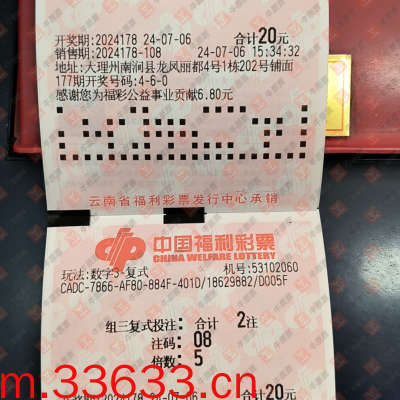 开奖期:2024178 24-07-06 合计20元
销售期:2024178-108 24-07-06 15:34:32
地址:大理州南涧县龙凤丽都4号1栋202号铺面
177期开奖号码:4-6-0
感谢您为福彩公益事业贡献6.80元
云南省福利彩票发行中心承销
中国福利彩票
CHINA WELFARE LOTTERY
玩法:数字3-复式 机号:53102060
CADC-7866-AF80-884F-401D/18629882/D005F
组三复式投注: 合计 2注
注码: 08
倍数: 5
开奖期:2024178 24-07-06 合计20元
m.33633.cn